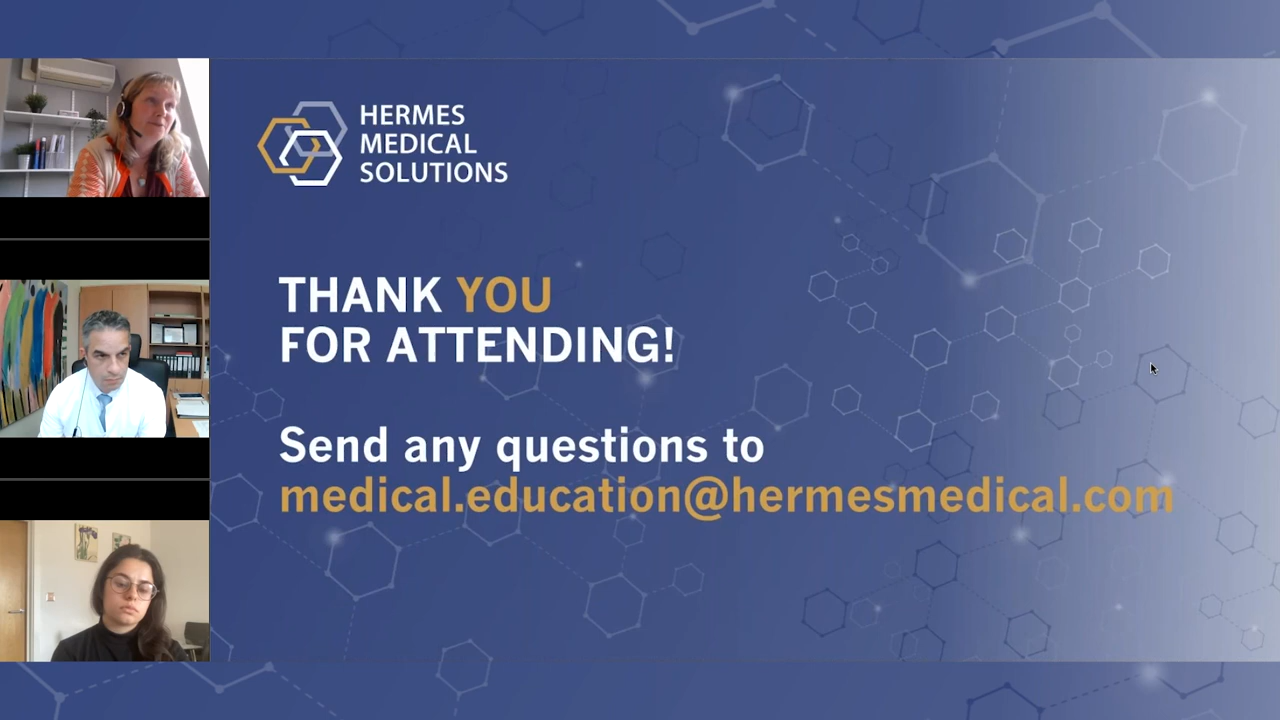 HERMES
MEDICAL
SOLUTIONS
THANK YOU
FOR ATTENDING!
Send any questions to
medical.education@hermesmedical.com